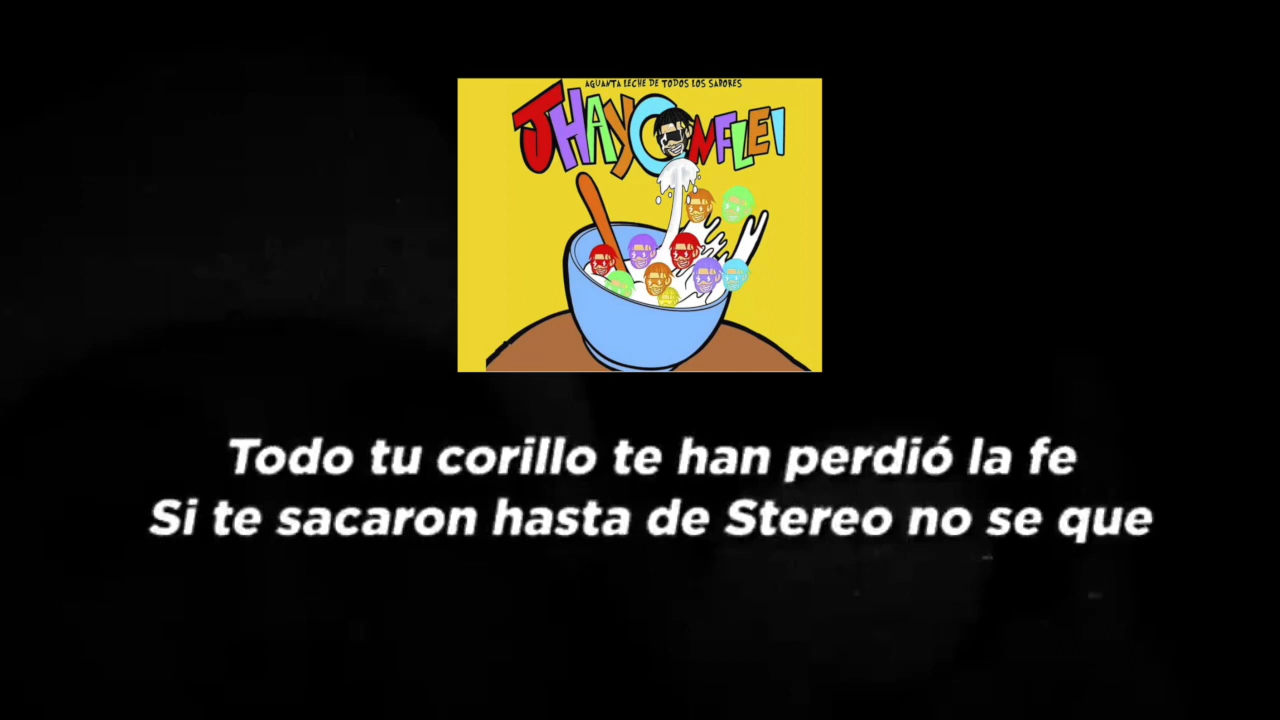 AGUANTA LECHE DE TODOS LOS SABORES
JHAYCONFLEI
Todo tu corillo te han perdió la fe
Si te sacaron hasta de Stereo no se que